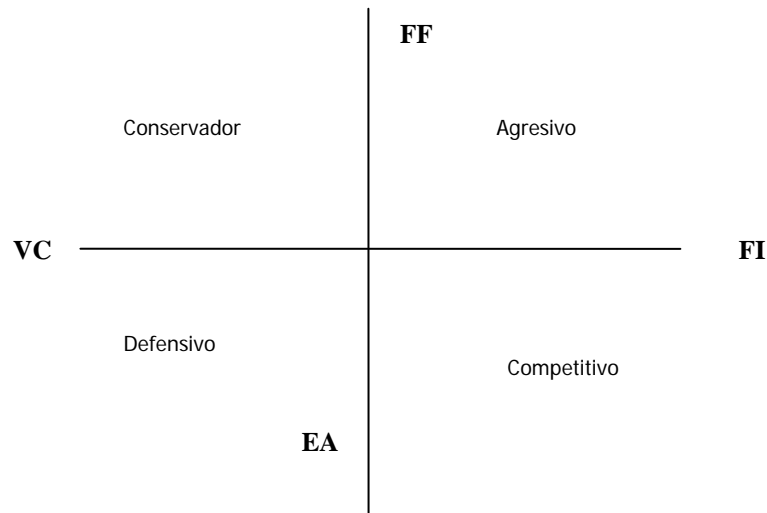 FF
Conservador
Agresivo
VC
FI
Defensivo
Competitivo
EA